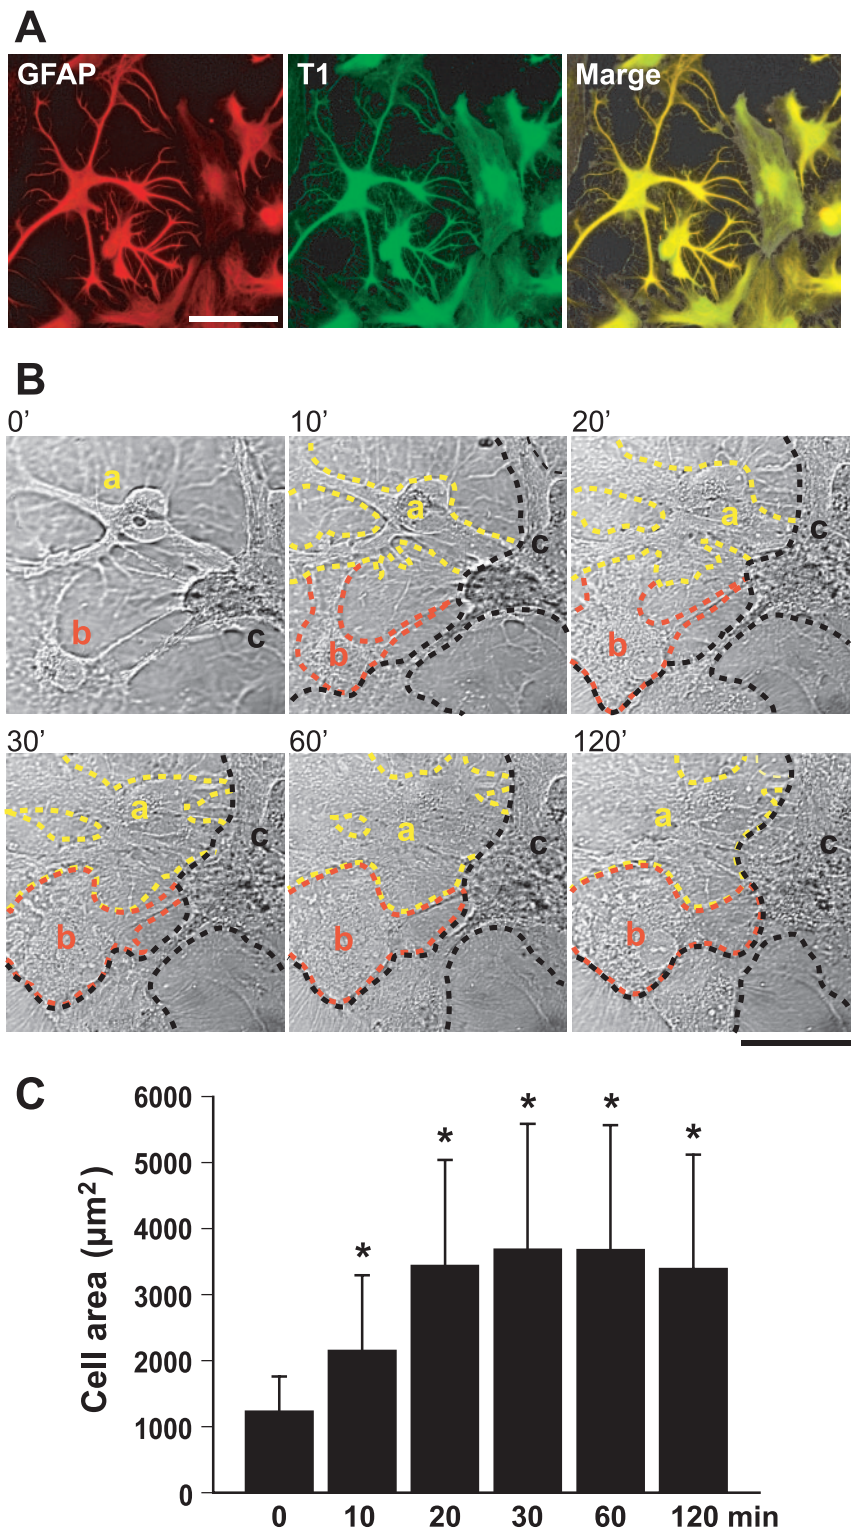 A
GFAP
T1
Marge
B
0’
10’
20’
a
b
c
a
b
c
a
b
c
30’
60’
120’
a
b
c
a
b
c
a
b
c
C
Cell area (µm²)
6000
5000
4000
3000
2000
1000
0
* * * * *
0 10 20 30 60 120 min